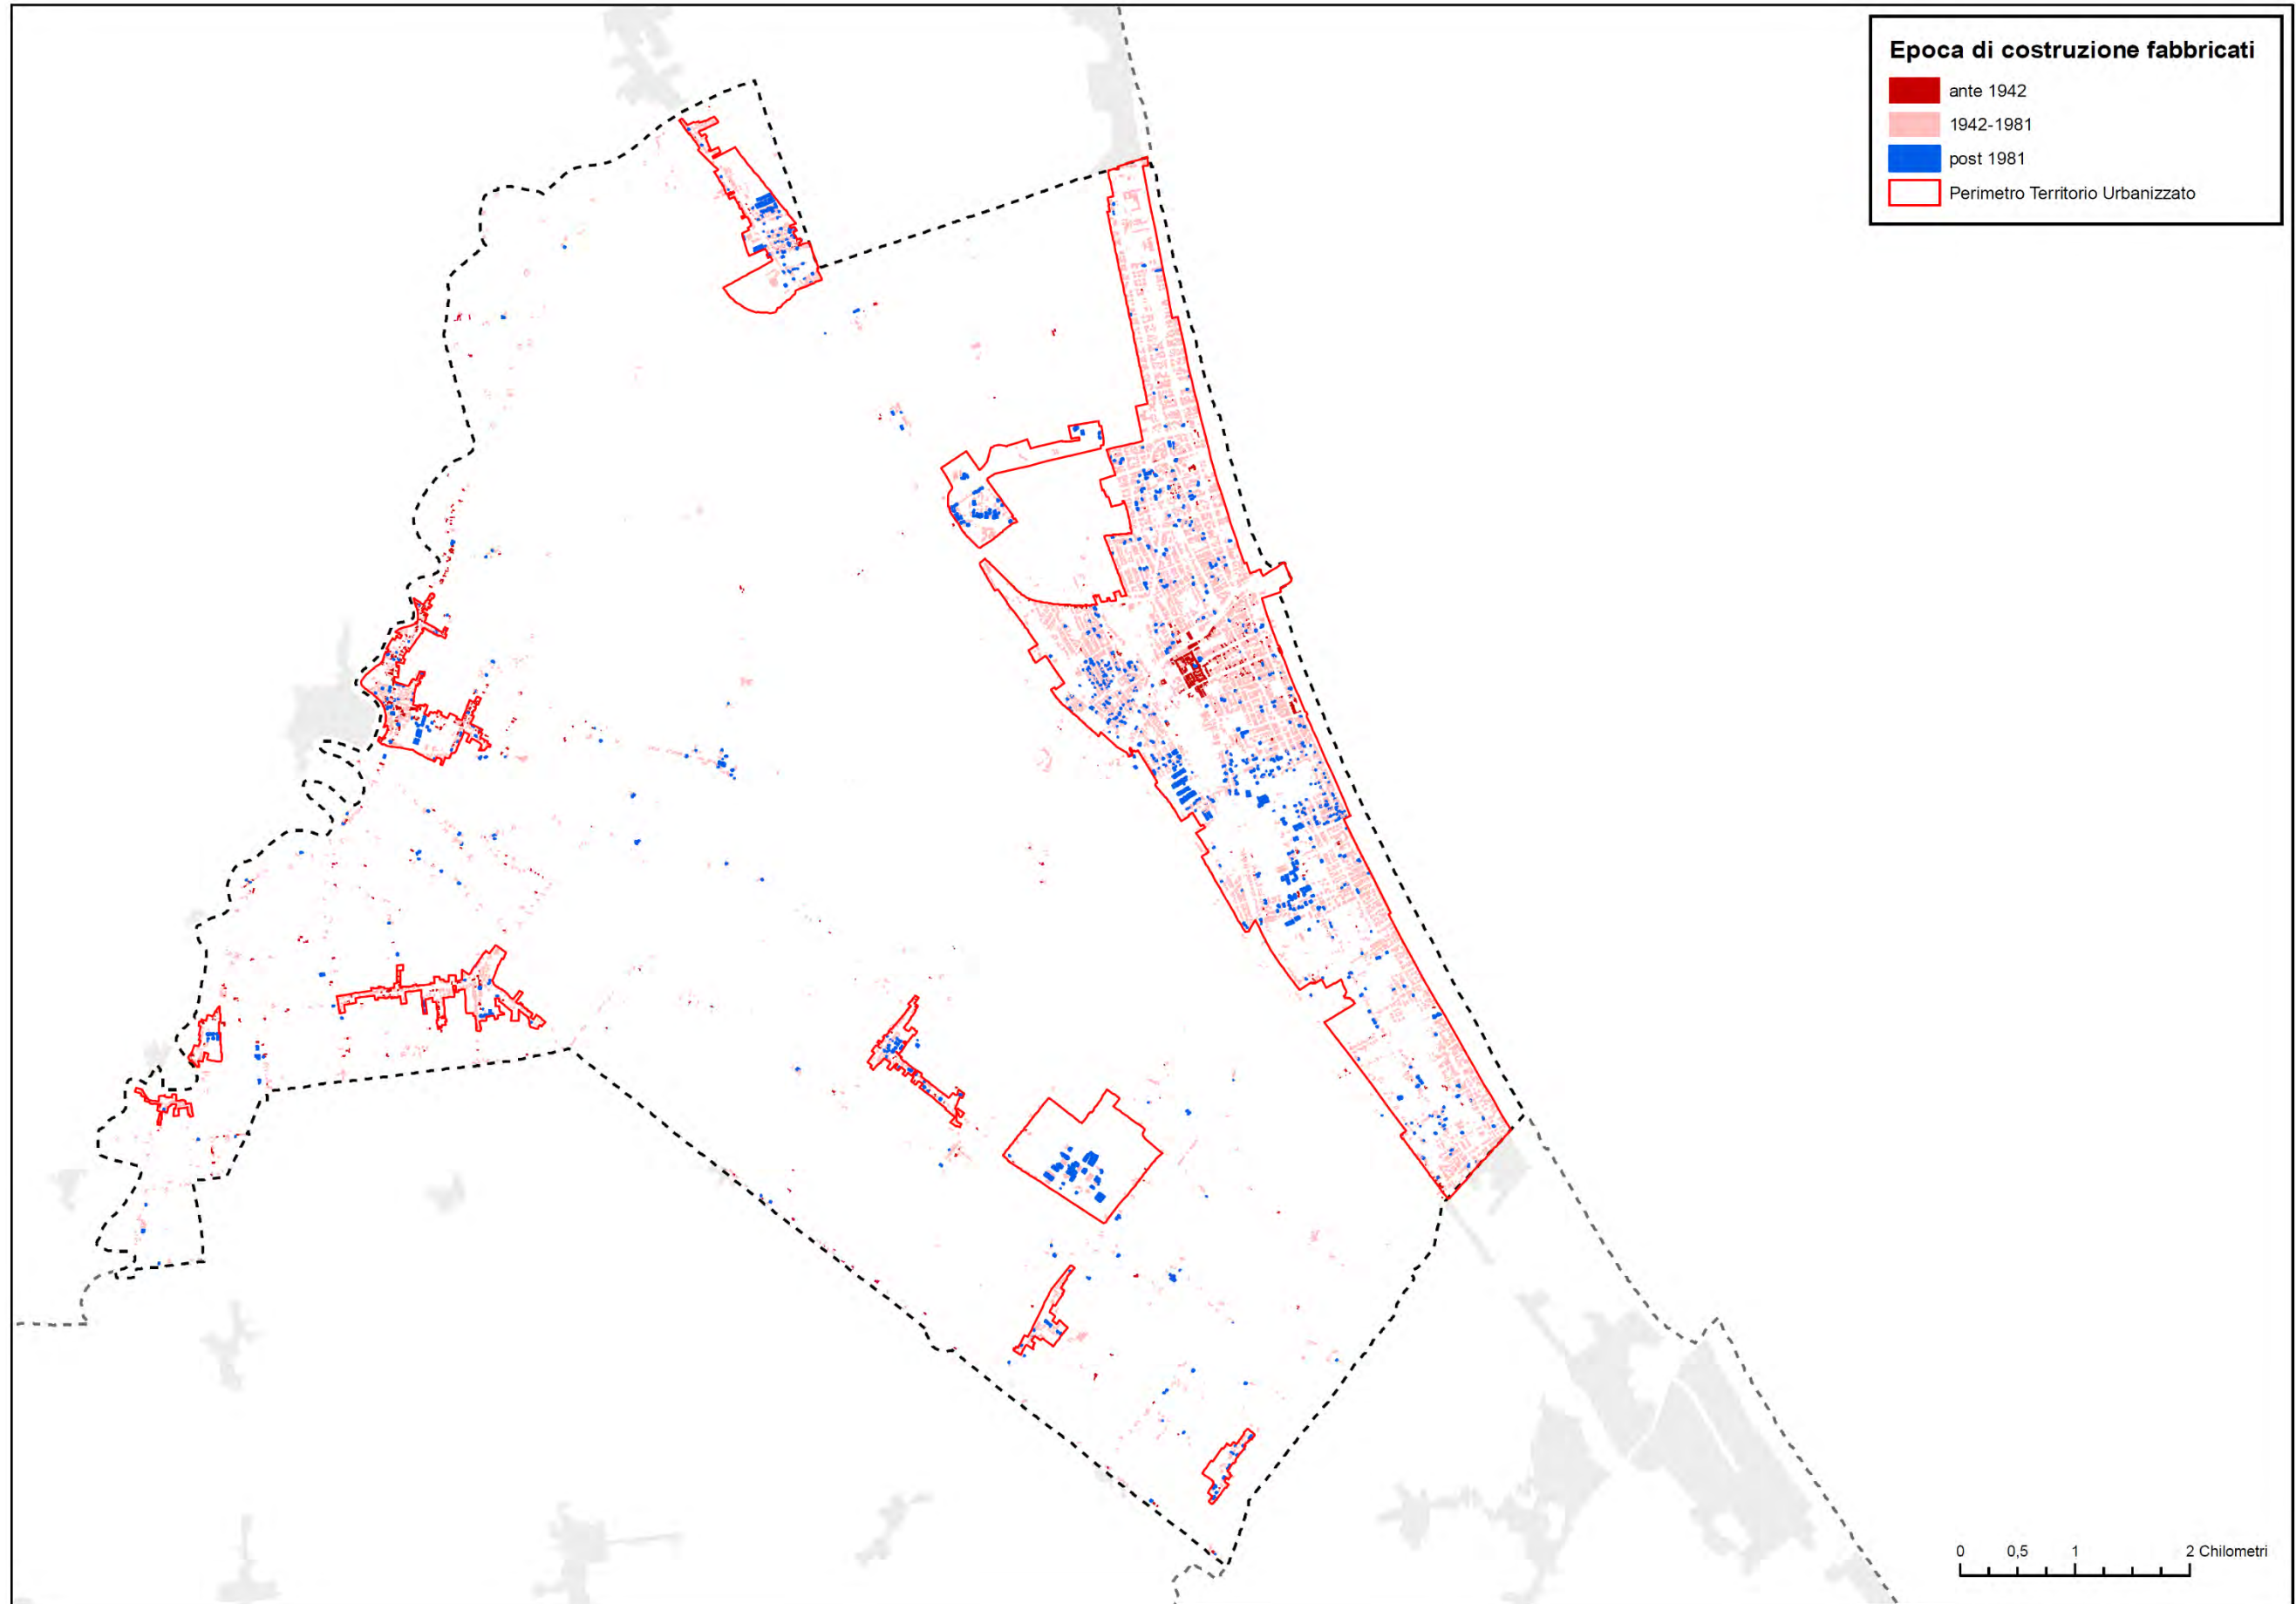 Epoca di costruzione fabbricati
ante 1942
1942-1981
post 1981
Perimetro Territorio Urbanizzato
0 0,5 1 2 Chilometri